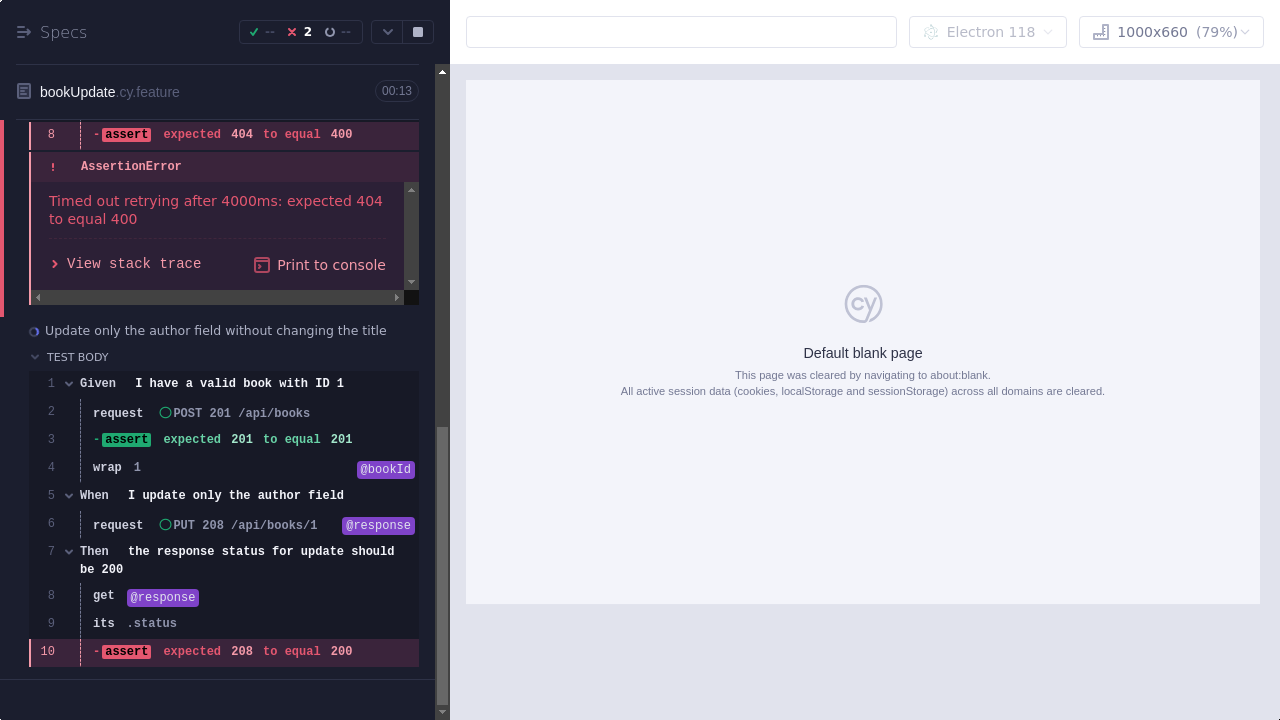 Specs
--
2
--
Electron 118
1000x660 (79%)
bookUpdate.cy.feature
00:13
8 -assert expected 404 to equal 400
! AssertionError
Timed out retrying after 4000ms: expected 404
to equal 400
View stack trace
Print to console
Update only the author field without changing the title
TEST BODY
1 Given I have a valid book with ID 1
2 request POST 201 /api/books
3 -assert expected 201 to equal 201
4 wrap 1 @bookId
5 When I update only the author field
6 request PUT 208 /api/books/1 @response
7 Then the response status for update should
be 200
8 get @response
9 its .status
10 -assert expected 208 to equal 200
cy
Default blank page
This page was cleared by navigating to about:blank.
All active session data (cookies, localStorage and sessionStorage) across all domains are cleared.